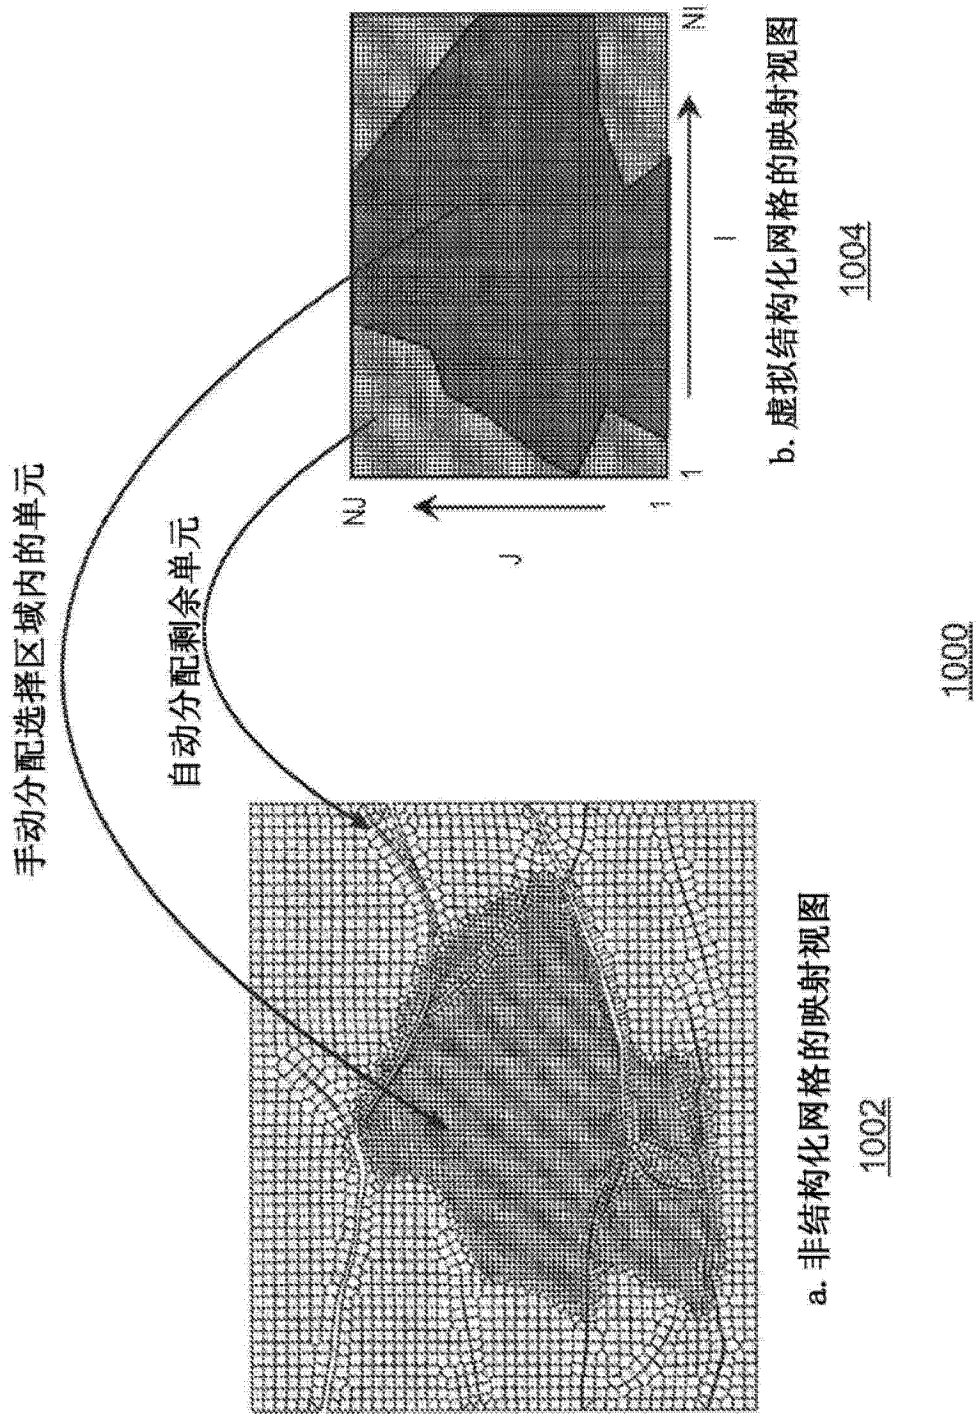 手动分配选择区域内的单元
自动分配剩余单元
NJ
J
1
1
I
NI
a. 非结构化网格的映射视图
1002
b. 虚拟结构化网格的映射视图
1004
1000